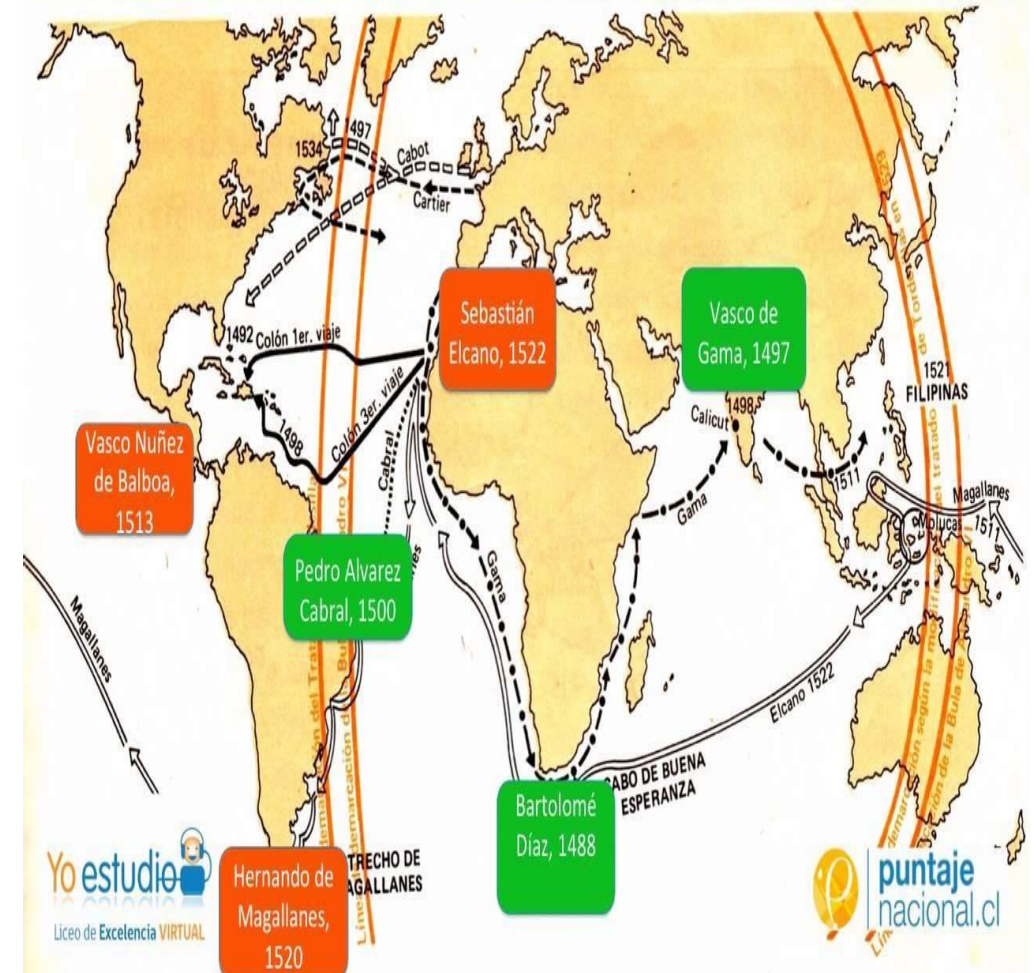 1497
1534
Cabot
Cartier
Sebastián
Elcano, 1522
Vasco de
Gama, 1497
1492
Colón 1er. viaje
Colón 3er. viaje
1498
1521
FILIPINAS
1498
Calicut
Vasco Nuñez
de Balboa,
1513
Cabral
Gama
1511
Magallanes
Molucas
1511
Pedro Alvarez
Cabral, 1500
Gama
Magallanes
Elcano 1522
CABO DE BUENA
ESPERANZA
Bartolomé
Díaz, 1488
Hernando de
Magallanes,
1520
TRECHO DE
AGALLANES
Yo estudio
Liceo de Excelencia VIRTUAL
puntaje
nacional.cl